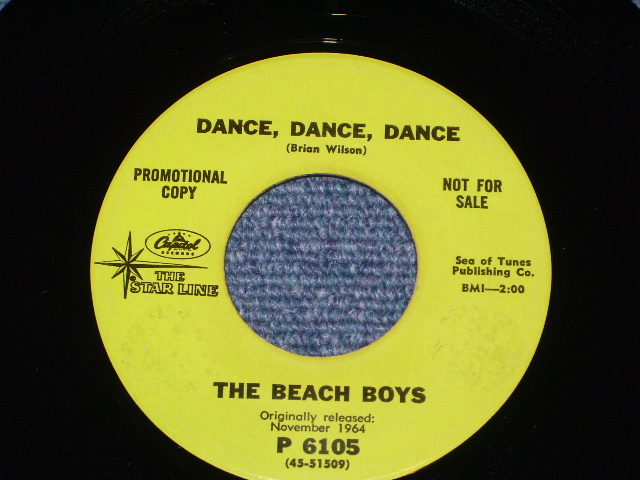 DANCE, DANCE, DANCE
(Brian Wilson)
PROMOTIONAL
COPY
NOT FOR
SALE
Capitol
RECORDS
THE
STAR LINE
Sea of Tunes
Publishing Co.
BMI—2:00
THE BEACH BOYS
Originally released:
November 1964
P 6105
(45-51509)